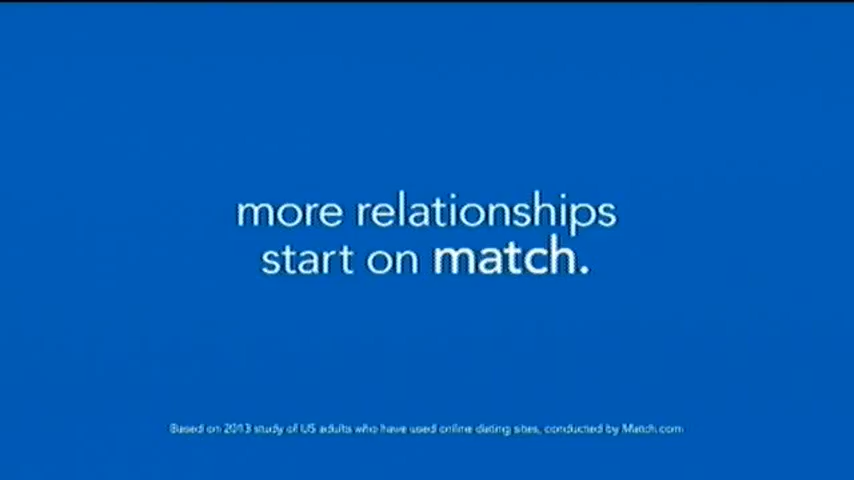 more relationships
start on match.
Based on 2013 study of US adults who have used online dating sites, conducted by Match.com